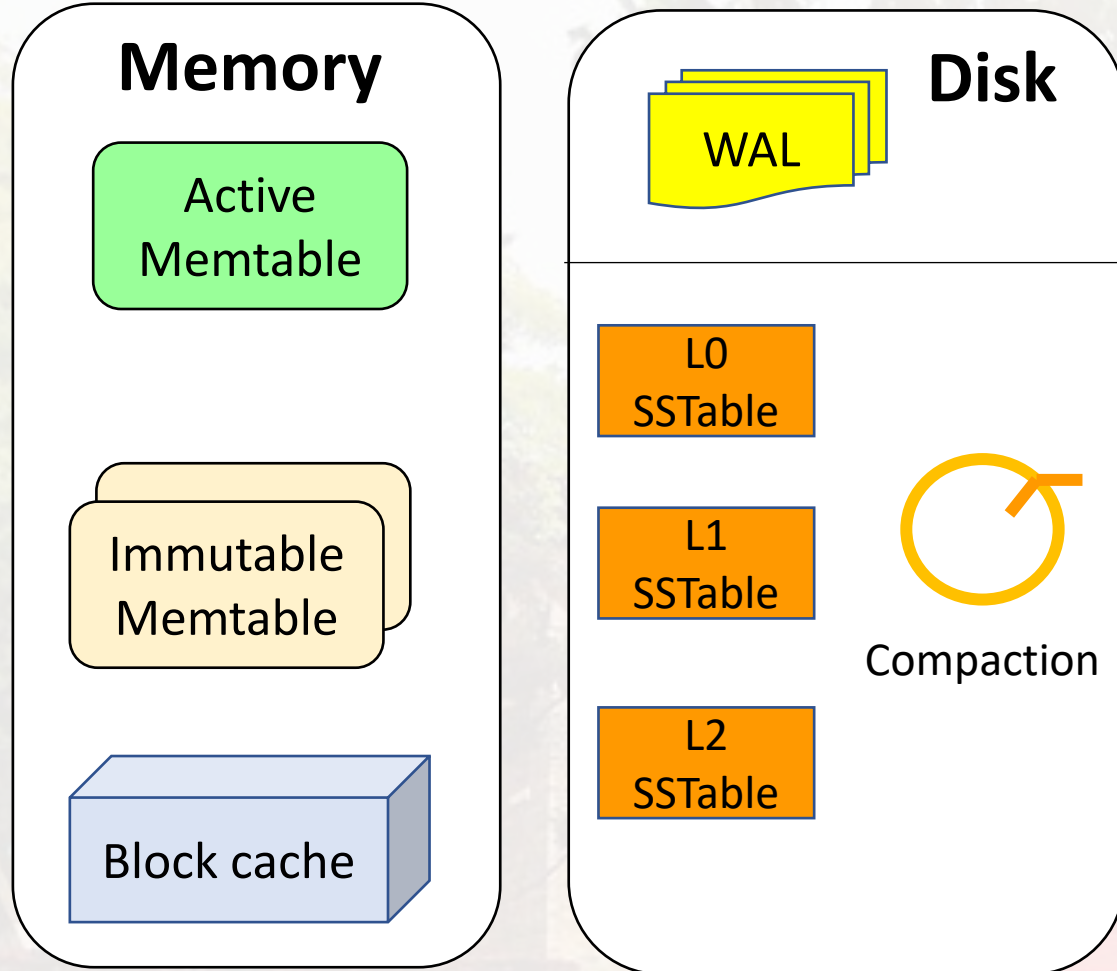 Memory
Active
Memtable
Immutable
Memtable
Block cache
Disk
WAL
L0
SSTable
L1
SSTable
L2
SSTable
Compaction